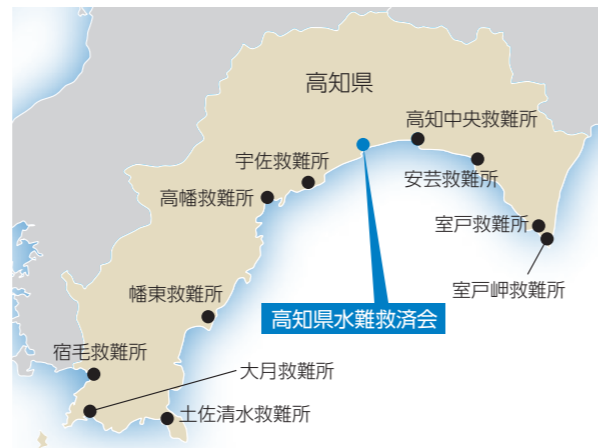 高知県
高知中央救難所
宇佐救難所
安芸救難所
高幡救難所
室戸救難所
室戸岬救難所
幡東救難所
高知県水難救済会
宿毛救難所
大月救難所
土佐清水救難所